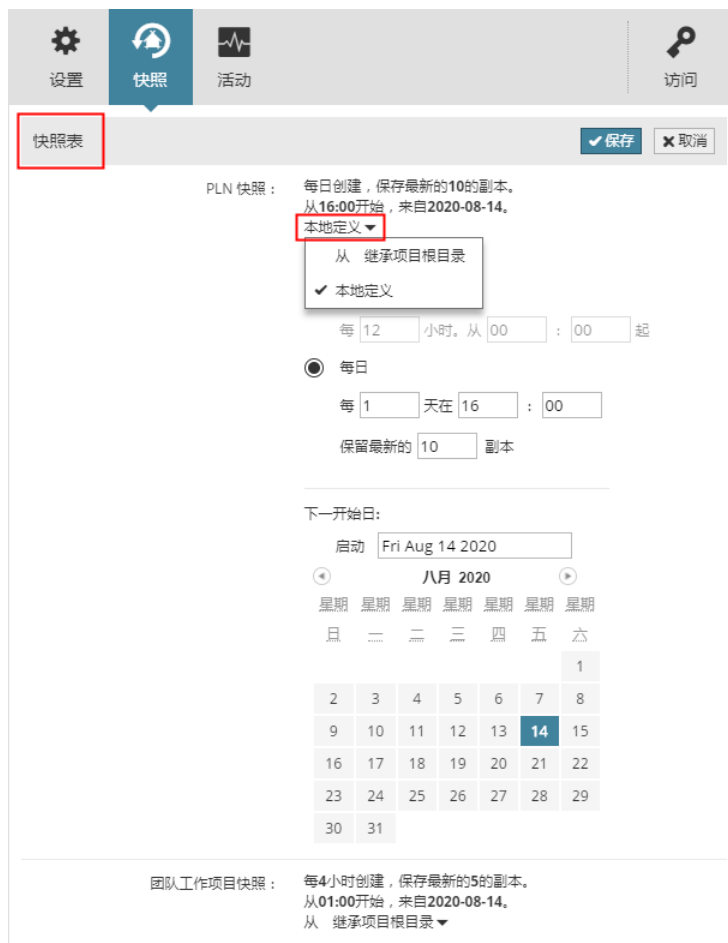 设置 快照 活动 访问
快照表 保存 取消
PLN 快照： 每日创建，保存最新的10的副本。
从16:00开始，来自2020-08-14。
本地定义
从 继承项目根目录
本地定义
每 12 小时。从 00 : 00 起
每日
每 1 天在 16 : 00
保留最新的 10 副本
下一开始日:
启动 Fri Aug 14 2020
八月 2020
星期 星期 星期 星期 星期 星期 星期
日 一 二 三 四 五 六
1
2 3 4 5 6 7 8
9 10 11 12 13 14 15
16 17 18 19 20 21 22
23 24 25 26 27 28 29
30 31
团队工作项目快照： 每4小时创建，保存最新的5的副本。
从01:00开始，来自2020-08-14。
从 继承项目根目录